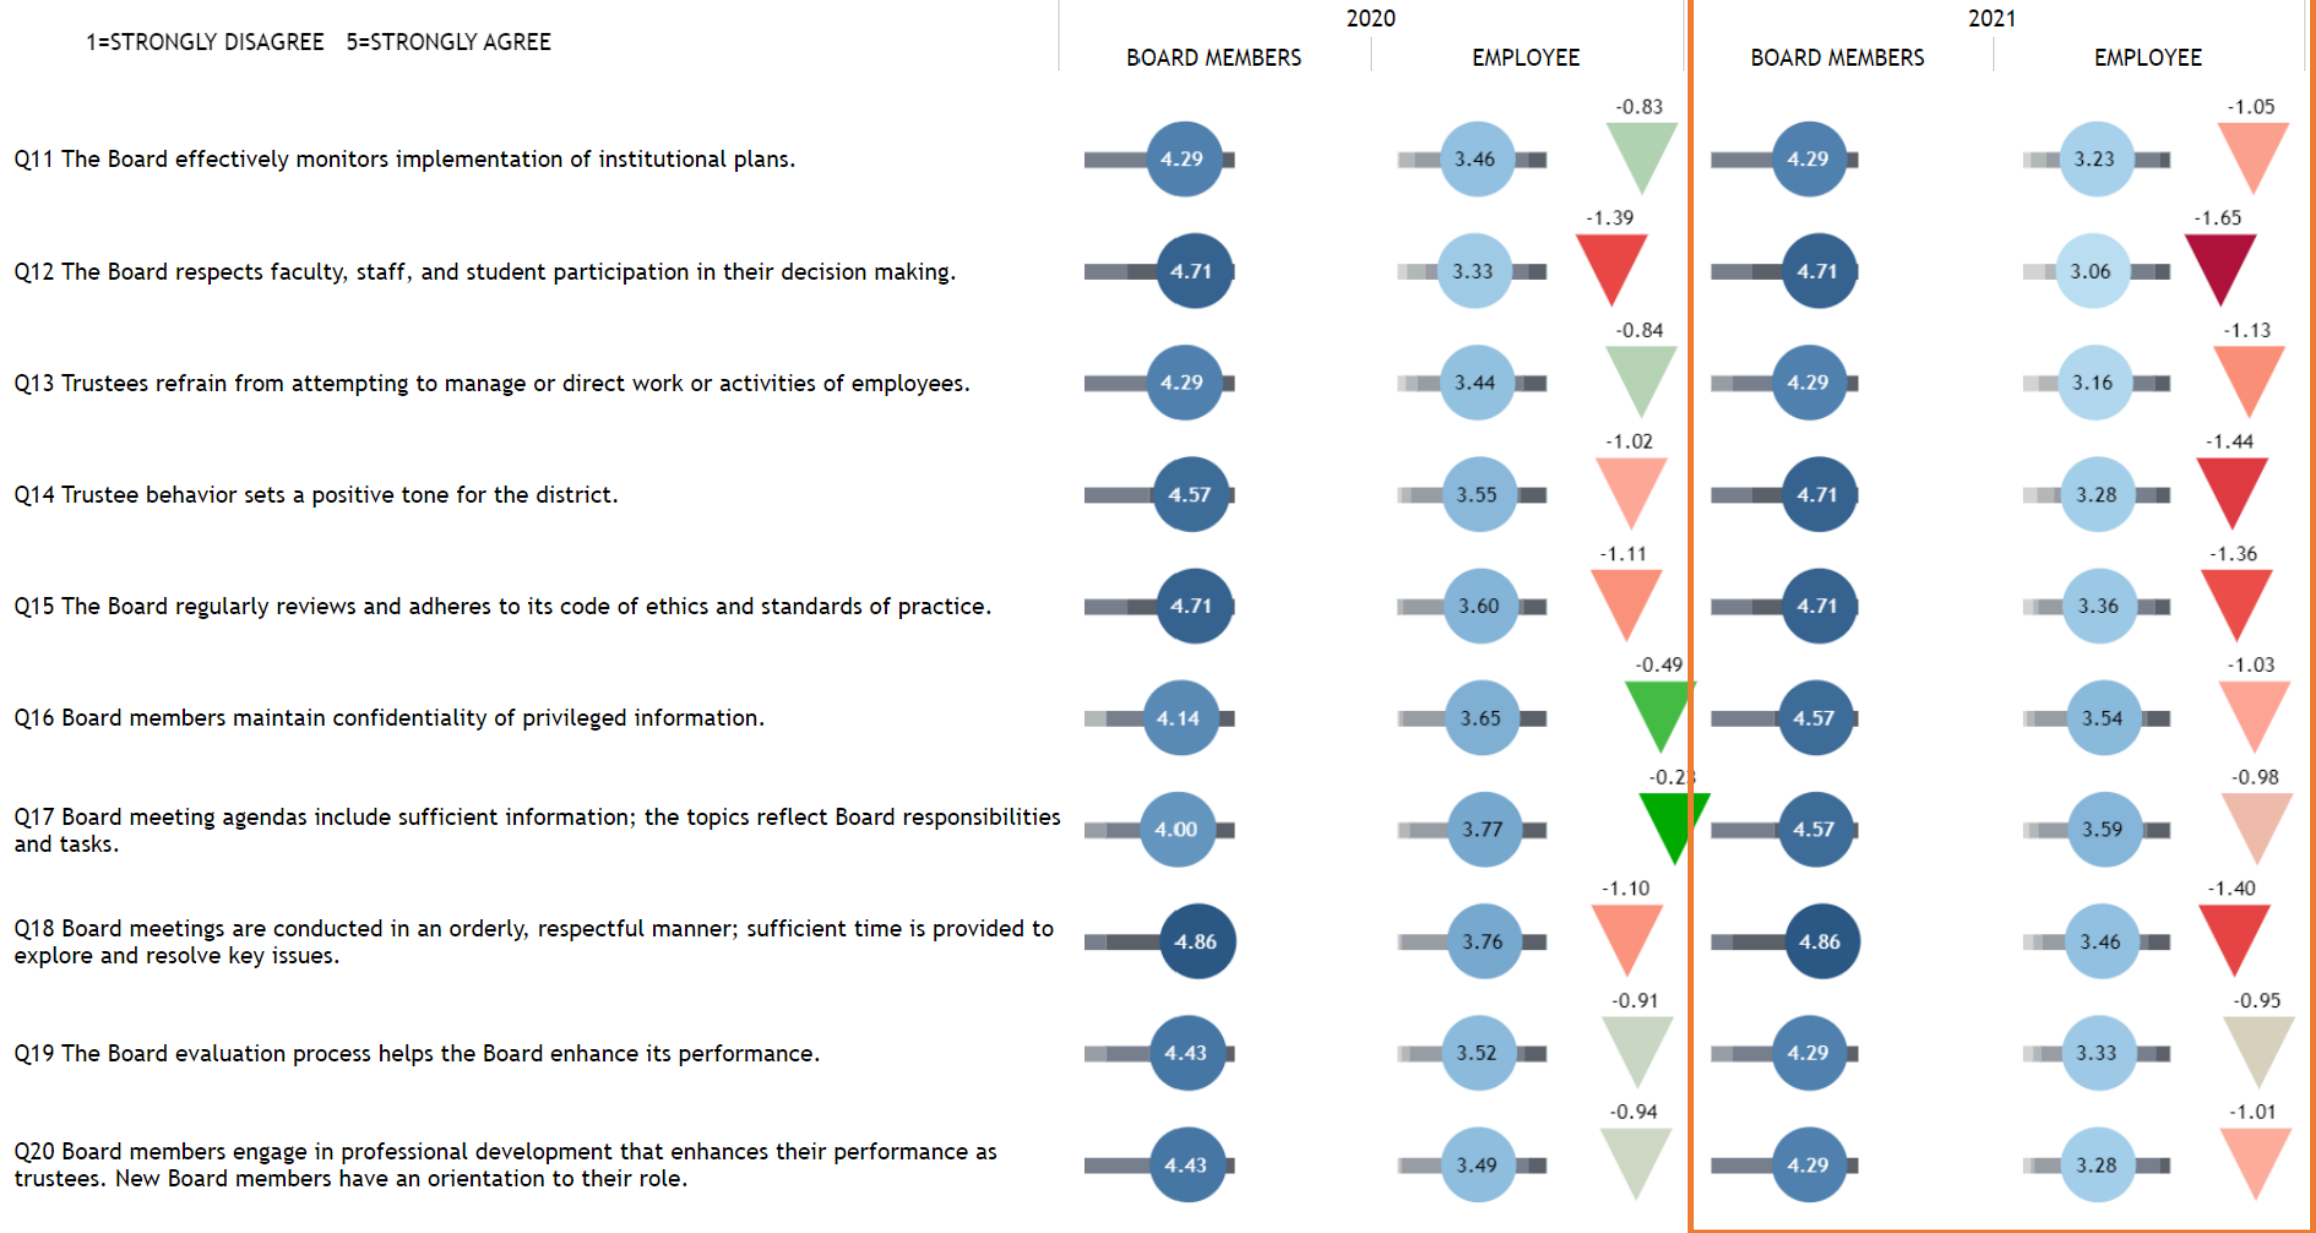 2020 2021
1=STRONGLY DISAGREE 5=STRONGLY AGREE
BOARD MEMBERS EMPLOYEE BOARD MEMBERS EMPLOYEE
-0.83 -1.05
Q11 The Board effectively monitors implementation of institutional plans. 4.29 3.46 4.29 3.23
-1.39 -1.65
Q12 The Board respects faculty, staff, and student participation in their decision making. 4.71 3.33 4.71 3.06
-0.84 -1.13
Q13 Trustees refrain from attempting to manage or direct work or activities of employees. 4.29 3.44 4.29 3.16
-1.02 -1.44
Q14 Trustee behavior sets a positive tone for the district. 4.57 3.55 4.71 3.28
-1.11 -1.36
Q15 The Board regularly reviews and adheres to its code of ethics and standards of practice. 4.71 3.60 4.71 3.36
-0.49 -1.03
Q16 Board members maintain confidentiality of privileged information. 4.14 3.65 4.57 3.54
-0.23 -0.98
Q17 Board meeting agendas include sufficient information; the topics reflect Board responsibilities
and tasks. 4.00 3.77 4.57 3.59
-1.10 -1.40
Q18 Board meetings are conducted in an orderly, respectful manner; sufficient time is provided to
explore and resolve key issues. 4.86 3.76 4.86 3.46
-0.91 -0.95
Q19 The Board evaluation process helps the Board enhance its performance. 4.43 3.52 4.29 3.33
-0.94 -1.01
Q20 Board members engage in professional development that enhances their performance as
trustees. New Board members have an orientation to their role. 4.43 3.49 4.29 3.28